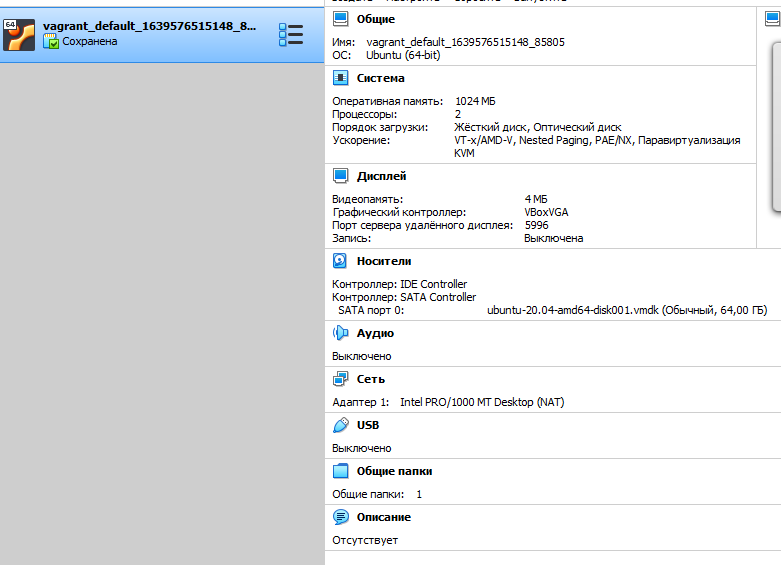 64
vagrant_default_1639576515148_8...
Сохранена
Общие
Имя: vagrant_default_1639576515148_85805
ОС: Ubuntu (64-bit)
Система
Оперативная память: 1024 МБ
Процессоры: 2
Порядок загрузки: Жёсткий диск, Оптический диск
Ускорение: VT-x/AMD-V, Nested Paging, PAE/NX, Паравиртуализация
KVM
Дисплей
Видеопамять: 4 МБ
Графический контроллер: VBoxVGA
Порт сервера удалённого дисплея: 5996
Запись: Выключена
Носители
Контроллер: IDE Controller
Контроллер: SATA Controller
SATA порт 0: ubuntu-20.04-amd64-disk001.vmdk (Обычный, 64,00 ГБ)
Аудио
Выключено
Сеть
Адаптер 1: Intel PRO/1000 MT Desktop (NAT)
USB
Выключено
Общие папки
Общие папки: 1
Описание
Отсутствует